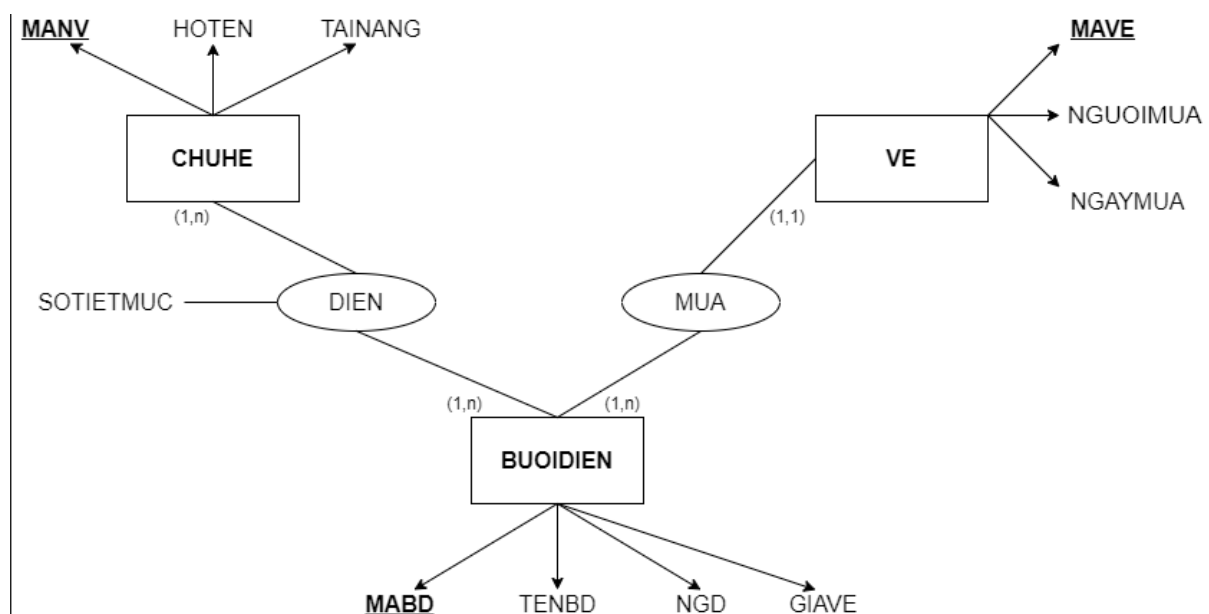 MANV HOTEN TAINANG MAVE
NGUOIMUA
CHUHE VE
NGAYMUA
(1,n) (1,1)
SOTIETMUC DIEN MUA
(1,n) (1,n)
BUOIDIEN
MABD TENBD NGD GIAVE